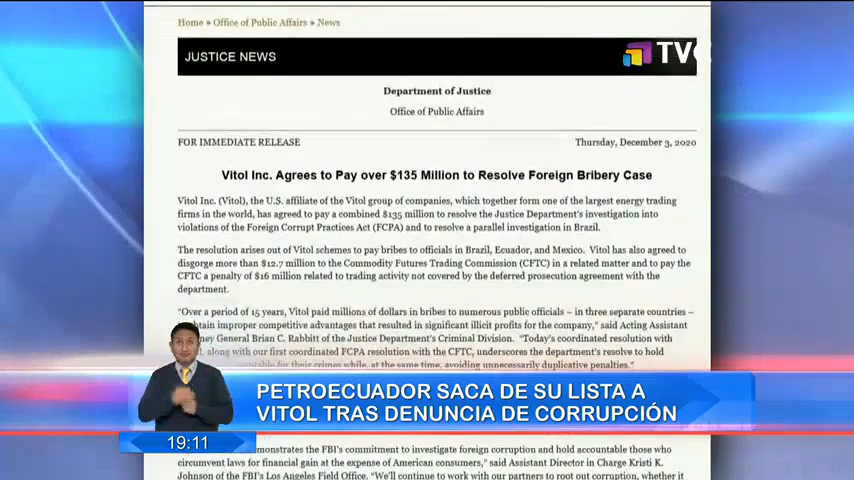 Home » Office of Public Affairs » News
JUSTICE NEWS
TVC
Department of Justice
Office of Public Affairs
FOR IMMEDIATE RELEASE
Thursday, December 3, 2020
Vitol Inc. Agrees to Pay over $135 Million to Resolve Foreign Bribery Case
Vitol Inc. (Vitol), the U.S. affiliate of the Vitol group of companies, which together form one of the largest energy trading
firms in the world, has agreed to pay a combined $135 million to resolve the Justice Department's investigation into
violations of the Foreign Corrupt Practices Act (FCPA) and to resolve a parallel investigation in Brazil.
The resolution arises out of Vitol schemes to pay bribes to officials in Brazil, Ecuador, and Mexico. Vitol has also agreed to
disgorge more than $12.7 million to the Commodity Futures Trading Commission (CFTC) in a related matter and to pay the
CFTC a penalty of $16 million related to trading activity not covered by the deferred prosecution agreement with the
department.
"Over a period of 15 years, Vitol paid millions of dollars in bribes to numerous public officials – in three separate countries –
improper competitive advantages that resulted in significant illicit profits for the company," said Acting Assistant
General Brian C. Rabbitt of the Justice Department's Criminal Division. "Today's coordinated resolution with
along with our first coordinated FCPA resolution with the CFTC, underscores the department's resolve to hold
for their crimes while, at the same time, avoiding unnecessarily duplicative penalties."
PETROECUADOR SACA DE SU LISTA A
VITOL TRAS DENUNCIA DE CORRUPCIÓN
19:11
the FBI's commitment to investigate foreign corruption and hold accountable those who
circumvent laws for financial gain at the expense of American consumers," said Assistant Director in Charge Kristi K.
Johnson of the FBI's Los Angeles Field Office. "We'll continue to work with our partners to root out corruption, whether it